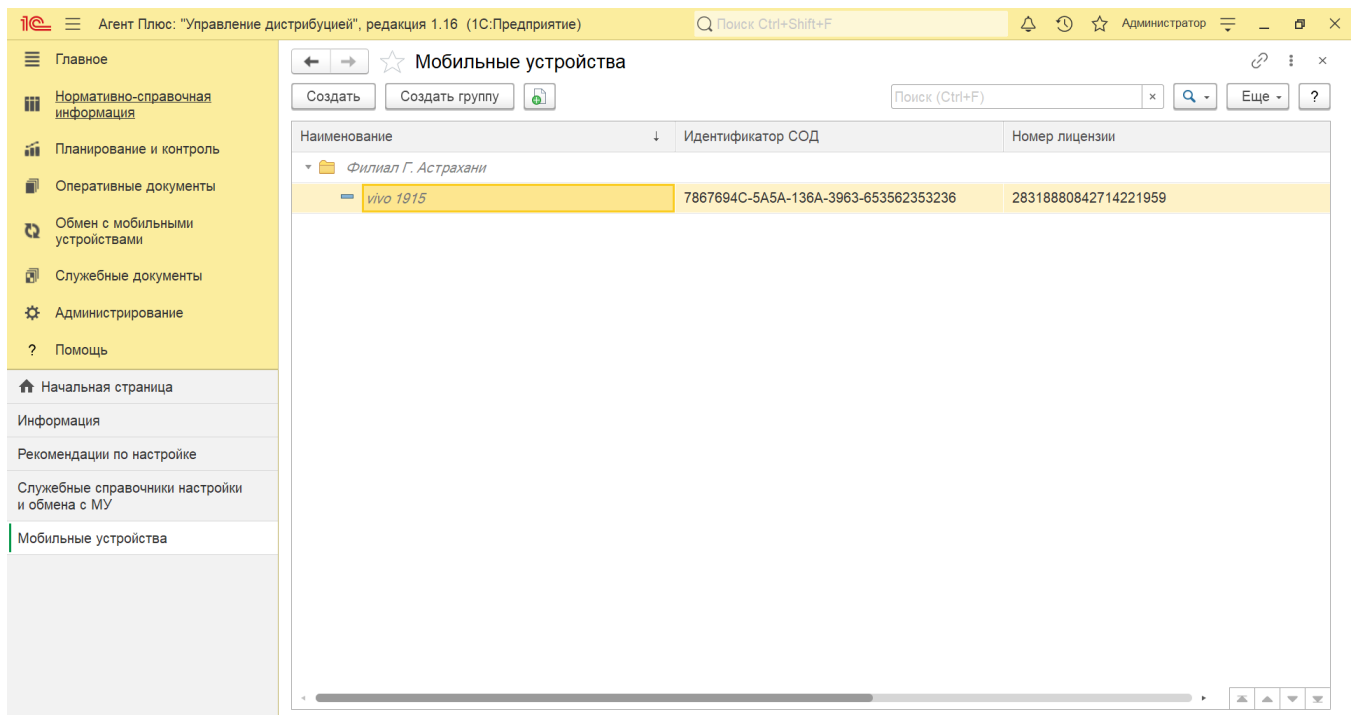 Агент Плюс: "Управление дистрибуцией", редакция 1.16 (1С:Предприятие)
Поиск Ctrl+Shift+F
Администратор
Главное
Нормативно-справочная
информация
Планирование и контроль
Оперативные документы
Обмен с мобильными
устройствами
Служебные документы
Администрирование
? Помощь
Начальная страница
Информация
Рекомендации по настройке
Служебные справочники настройки
и обмена с МУ
Мобильные устройства
Мобильные устройства
Создать Создать группу Поиск (Ctrl+F) × Еще ?
Наименование ↓ Идентификатор СОД Номер лицензии
Филиал Г. Астрахани
vivo 1915 7867694C-5A5A-136A-3963-653562353236 28318880842714221959